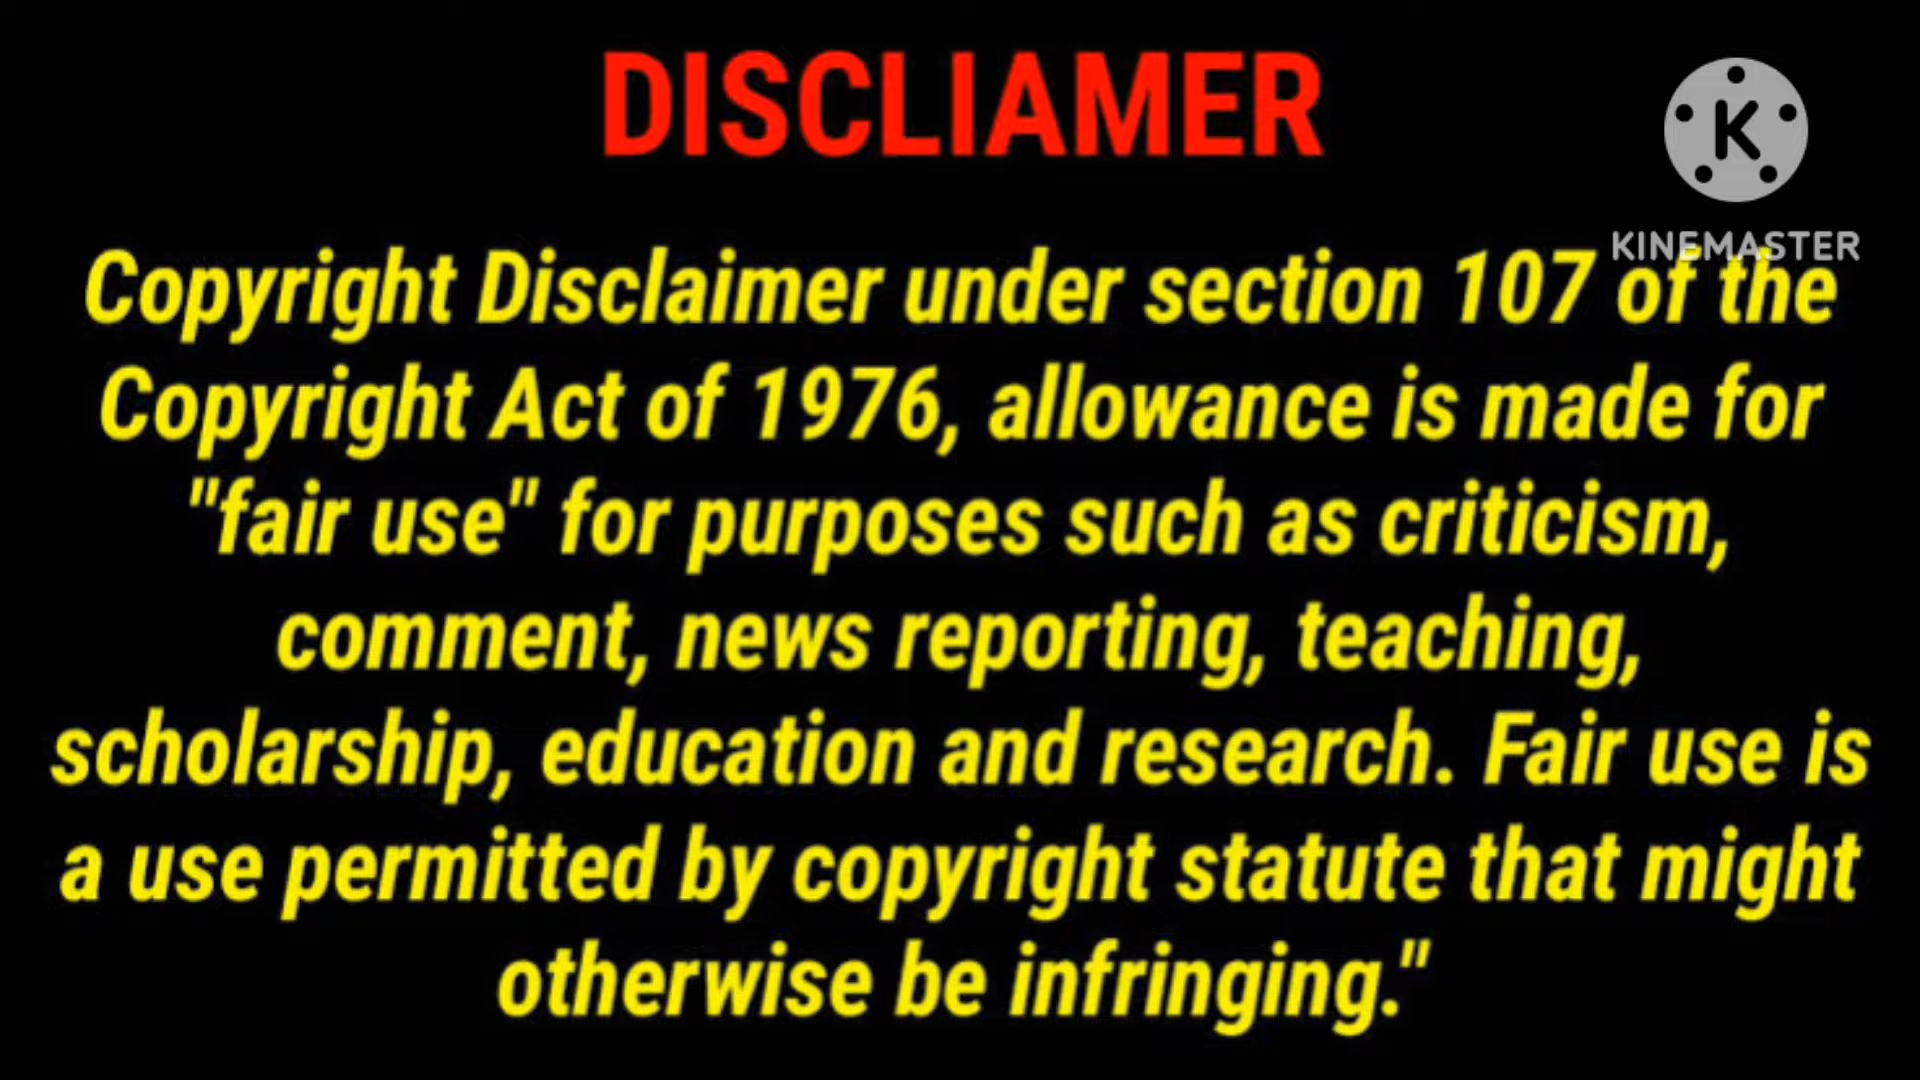 DISCLIAMER
K
KINEMASTER
Copyright Disclaimer under section 107 of the
Copyright Act of 1976, allowance is made for
"fair use" for purposes such as criticism,
comment, news reporting, teaching,
scholarship, education and research. Fair use is
a use permitted by copyright statute that might
otherwise be infringing."